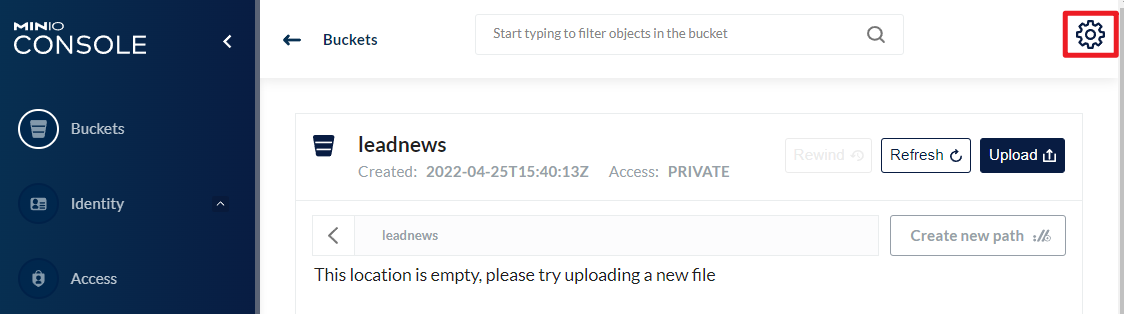 MINIO
CONSOLE
Buckets
Identity
Access
Buckets
Start typing to filter objects in the bucket
leadnews
Created: 2022-04-25T15:40:13Z Access: PRIVATE
Rewind
Refresh
Upload
leadnews
Create new path
This location is empty, please try uploading a new file